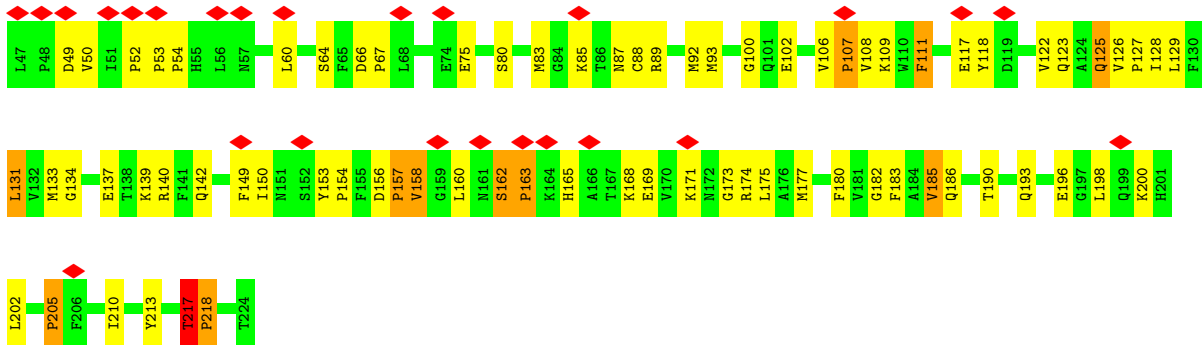 L47 P48 D49 V50 I51 P52 P53 P54 H55 L56 N57 L60 S64 F65 D66 P67 L68 E74 E75 S80 M83 G84 K85 T86 N87 C88 R89 M92 M93 G100 Q101 E102 V106 P107 V108 K109 W110 F111 E117 Y118 D119 V122 Q123 A124 Q125 V126 P127 I128 L129 F130
L131 V132 M133 G134 E137 T138 K139 R140 F141 Q142 F149 I150 N151 S152 Y153 P154 F155 D156 P157 V158 G159 L160 N161 S162 P163 K164 H165 A166 T167 K168 E169 V170 K171 N172 G173 R174 L175 A176 M177 F180 V181 G182 F183 A184 V185 Q186 T190 Q193 E196 G197 L198 Q199 K200 H201
L202 P205 F206 I210 Y213 T217 P218 T224